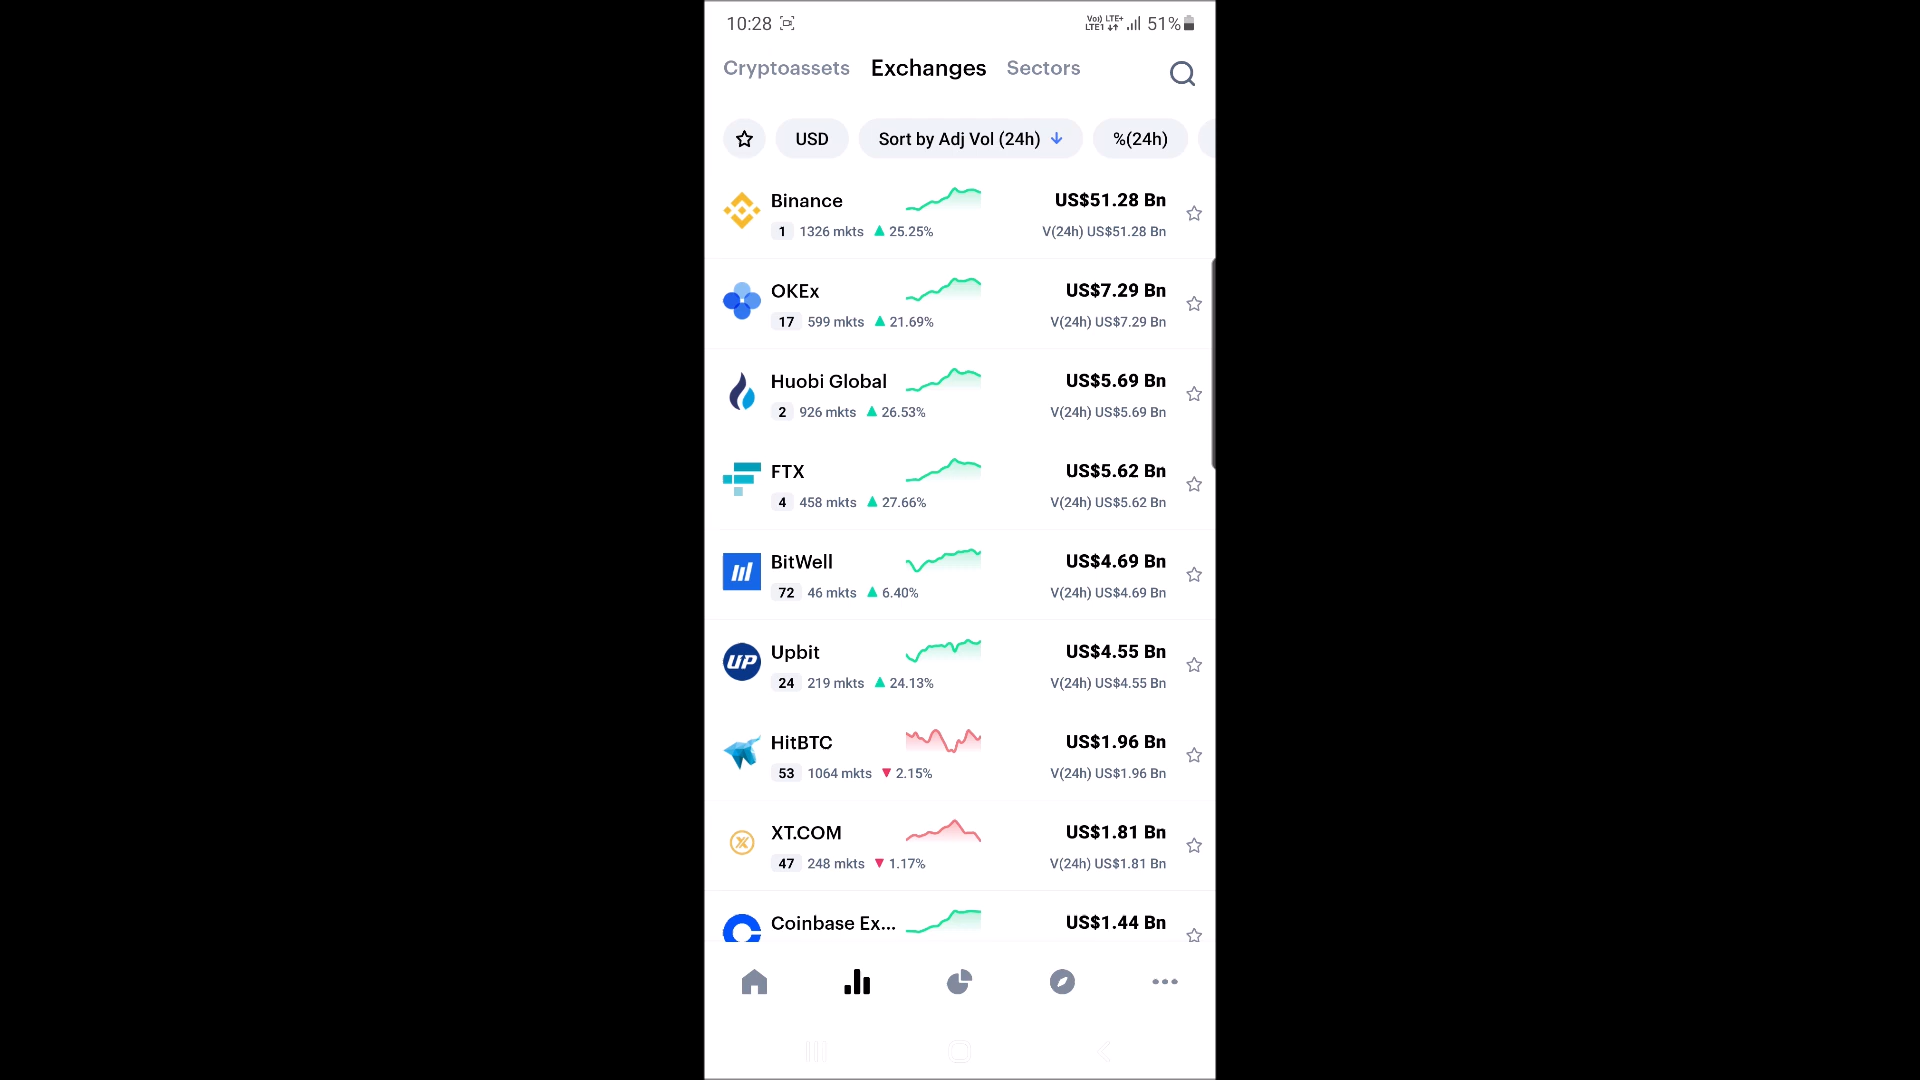 10:28
Vo)) LTE+
LTE1
51%
Cryptoassets Exchanges Sectors
USD Sort by Adj Vol (24h) %(24h)
Binance US$51.28 Bn
1 1326 mkts 25.25% V(24h) US$51.28 Bn
OKEx US$7.29 Bn
17 599 mkts 21.69% V(24h) US$7.29 Bn
Huobi Global US$5.69 Bn
2 926 mkts 26.53% V(24h) US$5.69 Bn
FTX US$5.62 Bn
4 458 mkts 27.66% V(24h) US$5.62 Bn
BitWell US$4.69 Bn
72 46 mkts 6.40% V(24h) US$4.69 Bn
UP Upbit US$4.55 Bn
24 219 mkts 24.13% V(24h) US$4.55 Bn
HitBTC US$1.96 Bn
53 1064 mkts 2.15% V(24h) US$1.96 Bn
XT.COM US$1.81 Bn
47 248 mkts 1.17% V(24h) US$1.81 Bn
Coinbase Ex... US$1.44 Bn